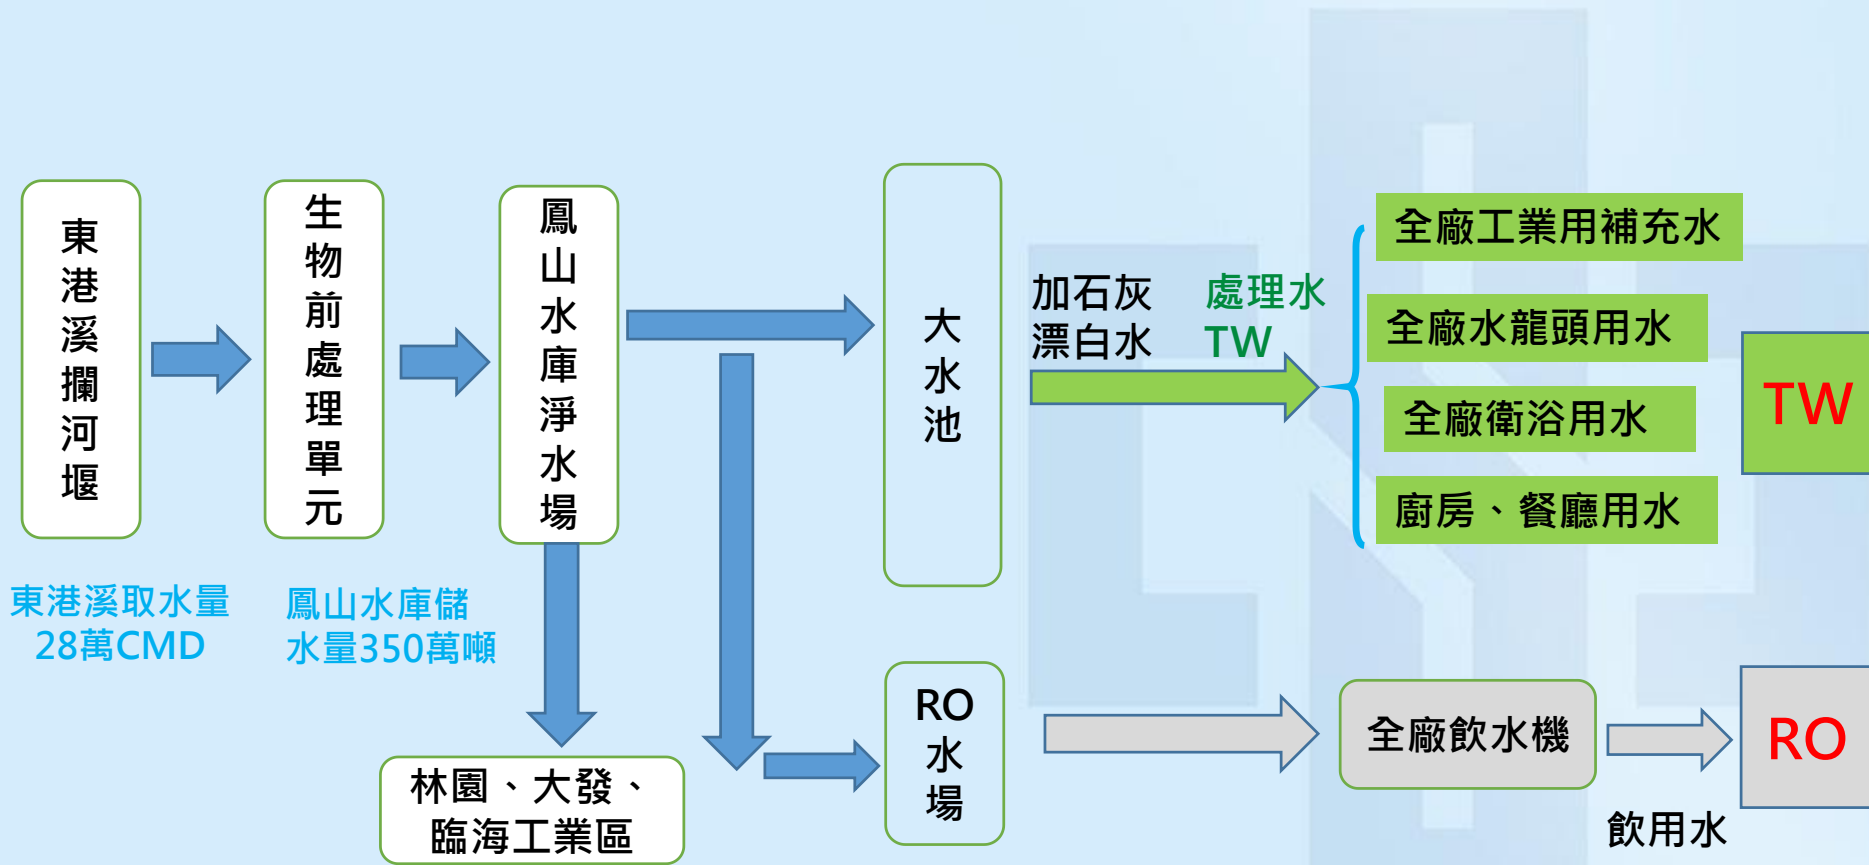 東港溪攔河堰
生物前處理單元
鳳山水庫淨水場
大水池
加石灰
漂白水
處理水
TW
全廠工業用補充水
全廠水龍頭用水
全廠衛浴用水
廚房、餐廳用水
TW
東港溪取水量
28萬CMD
鳳山水庫儲
水量350萬噸
林園、大發、
臨海工業區
RO
水
場
全廠飲水機
飲用水
RO